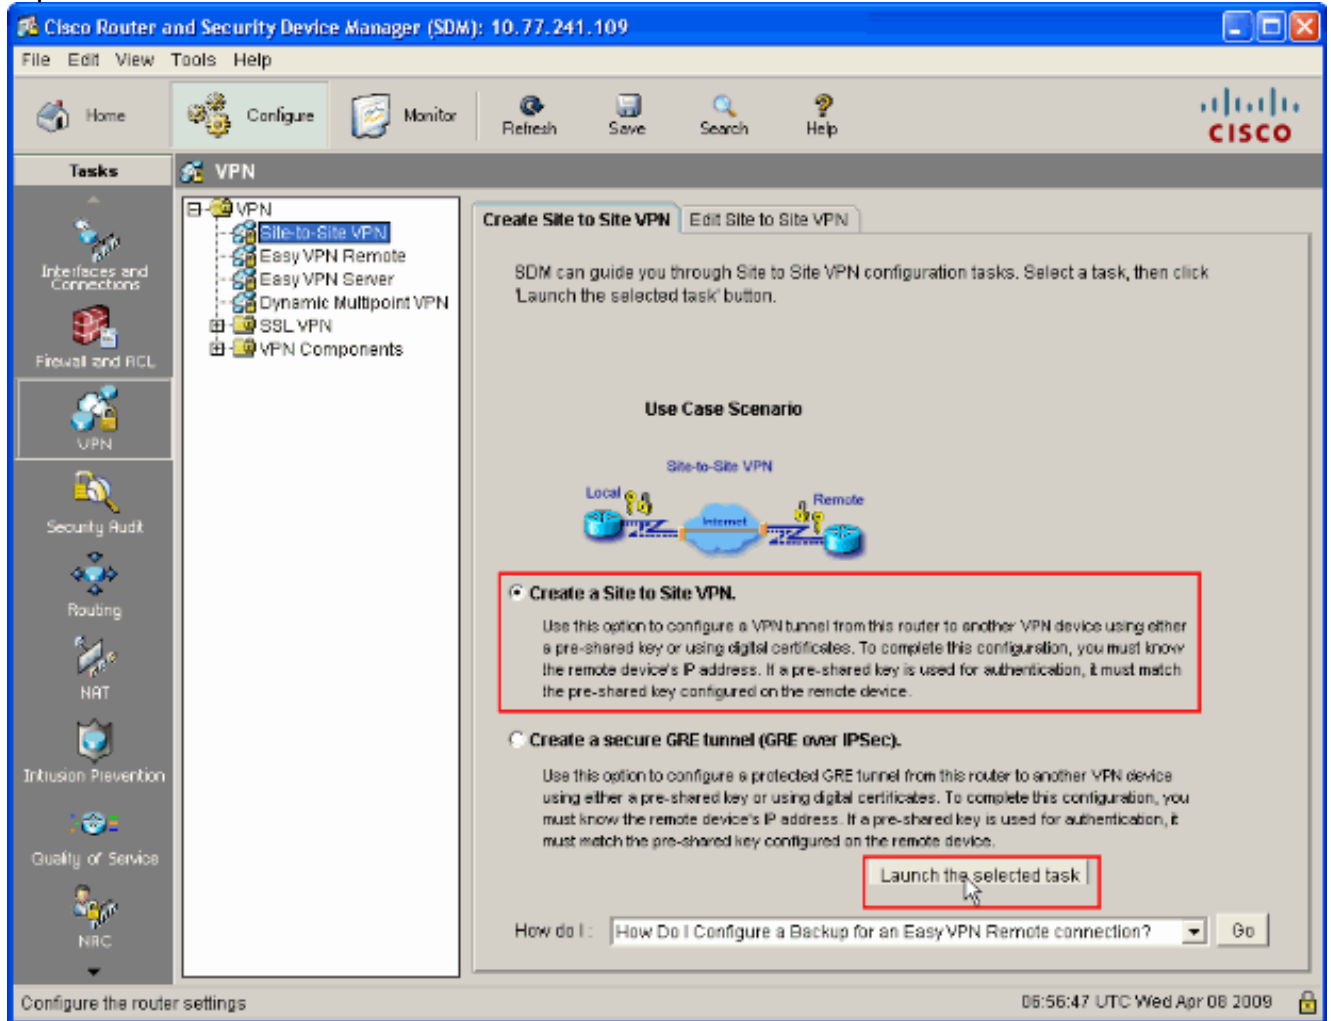 Cisco Router and Security Device Manager (SDM): 10.77.241.109
File Edit View Tools Help
Home
Configure
Monitor
Refresh
Save
Search
Help
CISCO
Tasks
VPN
Interfaces and
Connections
Firewall and ACL
VPN
Security Audit
Routing
NAT
Intrusion Prevention
Quality of Service
NAC
VPN
Site-to-Site VPN
Easy VPN Remote
Easy VPN Server
Dynamic Multipoint VPN
SSL VPN
VPN Components
Create Site to Site VPN
Edit Site to Site VPN
SDM can guide you through Site to Site VPN configuration tasks. Select a task, then click
'Launch the selected task' button.
Use Case Scenario
Site-to-Site VPN
Local
Internet
Remote
Create a Site to Site VPN.
Use this option to configure a VPN tunnel from this router to another VPN device using either
a pre-shared key or using digital certificates. To complete this configuration, you must know
the remote device's IP address. If a pre-shared key is used for authentication, it must match
the pre-shared key configured on the remote device.
Create a secure GRE tunnel (GRE over IPSec).
Use this option to configure a protected GRE tunnel from this router to another VPN device
using either a pre-shared key or using digital certificates. To complete this configuration, you
must know the remote device's IP address. If a pre-shared key is used for authentication, it
must match the pre-shared key configured on the remote device.
Launch the selected task
How do I :
How Do I Configure a Backup for an Easy VPN Remote connection?
Go
Configure the router settings
06:56:47 UTC Wed Apr 08 2009